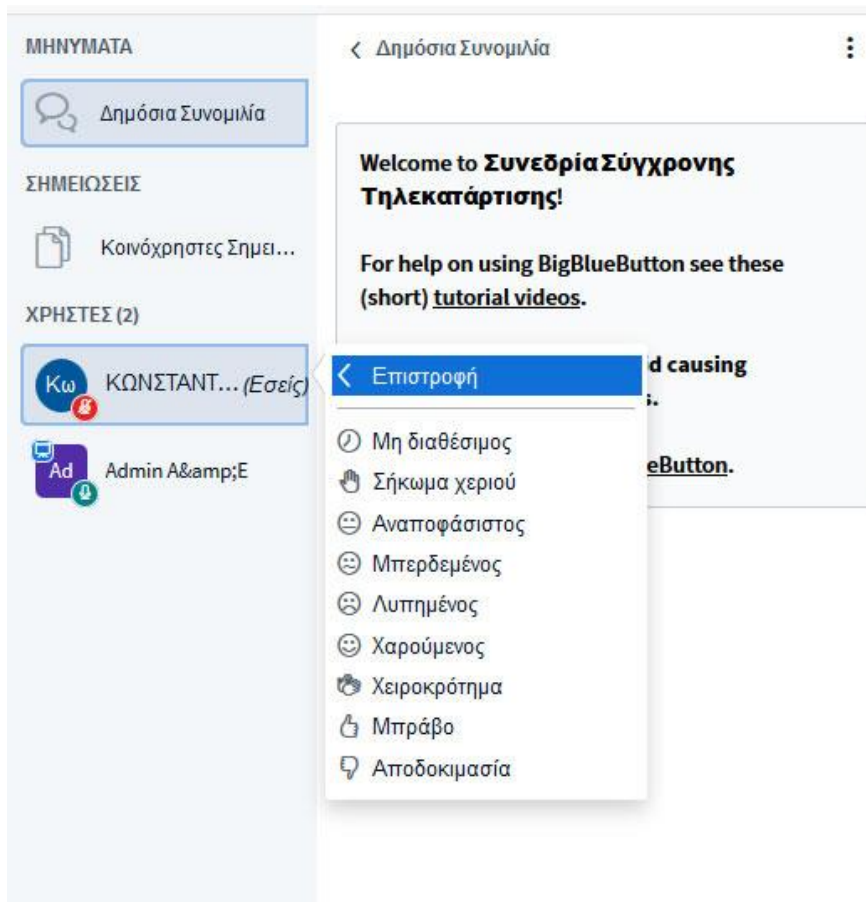 ΜΗΝΥΜΑΤΑ
Δημόσια Συνομιλία
ΣΗΜΕΙΩΣΕΙΣ
Κοινόχρηστες Σημει...
ΧΡΗΣΤΕΣ (2)
Κω ΚΩΝΣΤΑΝΤ... (Εσείς)
Ad Admin A&amp;E
Δημόσια Συνομιλία
Welcome to Συνεδρία Σύγχρονης
Τηλεκατάρτισης!
For help on using BigBlueButton see these
(short) tutorial videos.
d causing
s.
eButton.
Επιστροφή
Μη διαθέσιμος
Σήκωμα χεριού
Αναποφάσιστος
Μπερδεμένος
Λυπημένος
Χαρούμενος
Χειροκρότημα
Μπράβο
Αποδοκιμασία